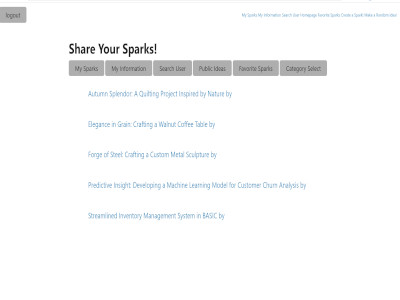 logout
My Sparks My Information Search User Homepage Favorite Sparks Create a Spark Make a Random Idea!
Share Your Sparks!
My Sparks My Information Search User Public Ideas Favorite Sparks Category Select
Autumn Splendor: A Quilting Project Inspired by Nature by
Elegance in Grain: Crafting a Walnut Coffee Table by
Forge of Steel: Crafting a Custom Metal Sculpture by
Predictive Insight: Developing a Machine Learning Model for Customer Churn Analysis by
Streamlined Inventory Management System in BASIC by